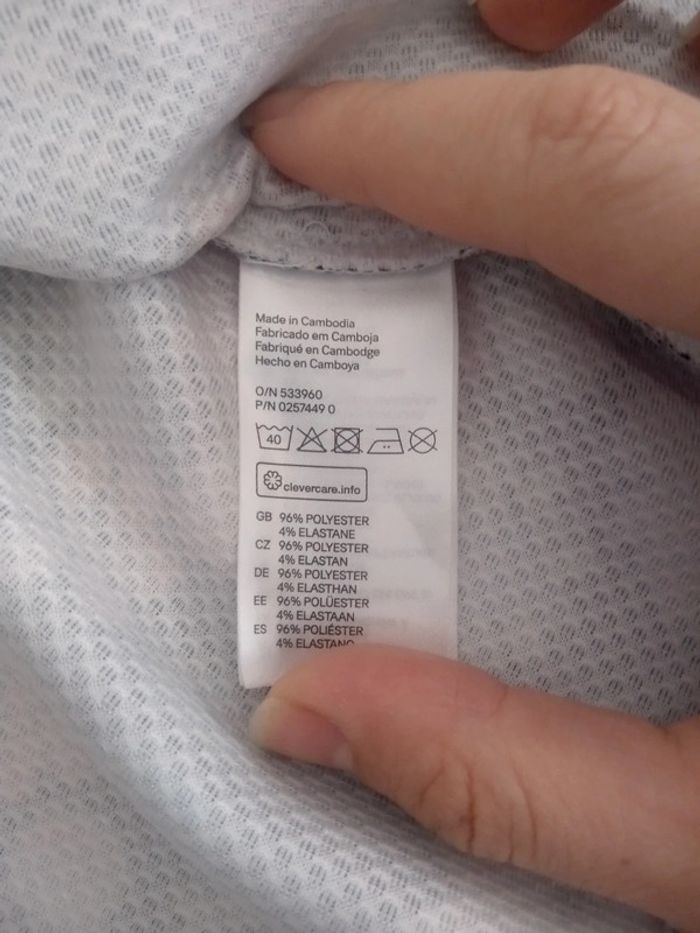 Made in Cambodia
Fabricado em Camboja
Fabriqué en Cambodge
Hecho en Camboya
O/N 533960
P/N 0257449 0
40
clevercare.info
GB 96% POLYESTER
4% ELASTANE
CZ 96% POLYESTER
4% ELASTAN
DE 96% POLYESTER
4% ELASTHAN
EE 96% POLÜESTER
4% ELASTAAN
ES 96% POLIÉSTER
4% ELASTANO